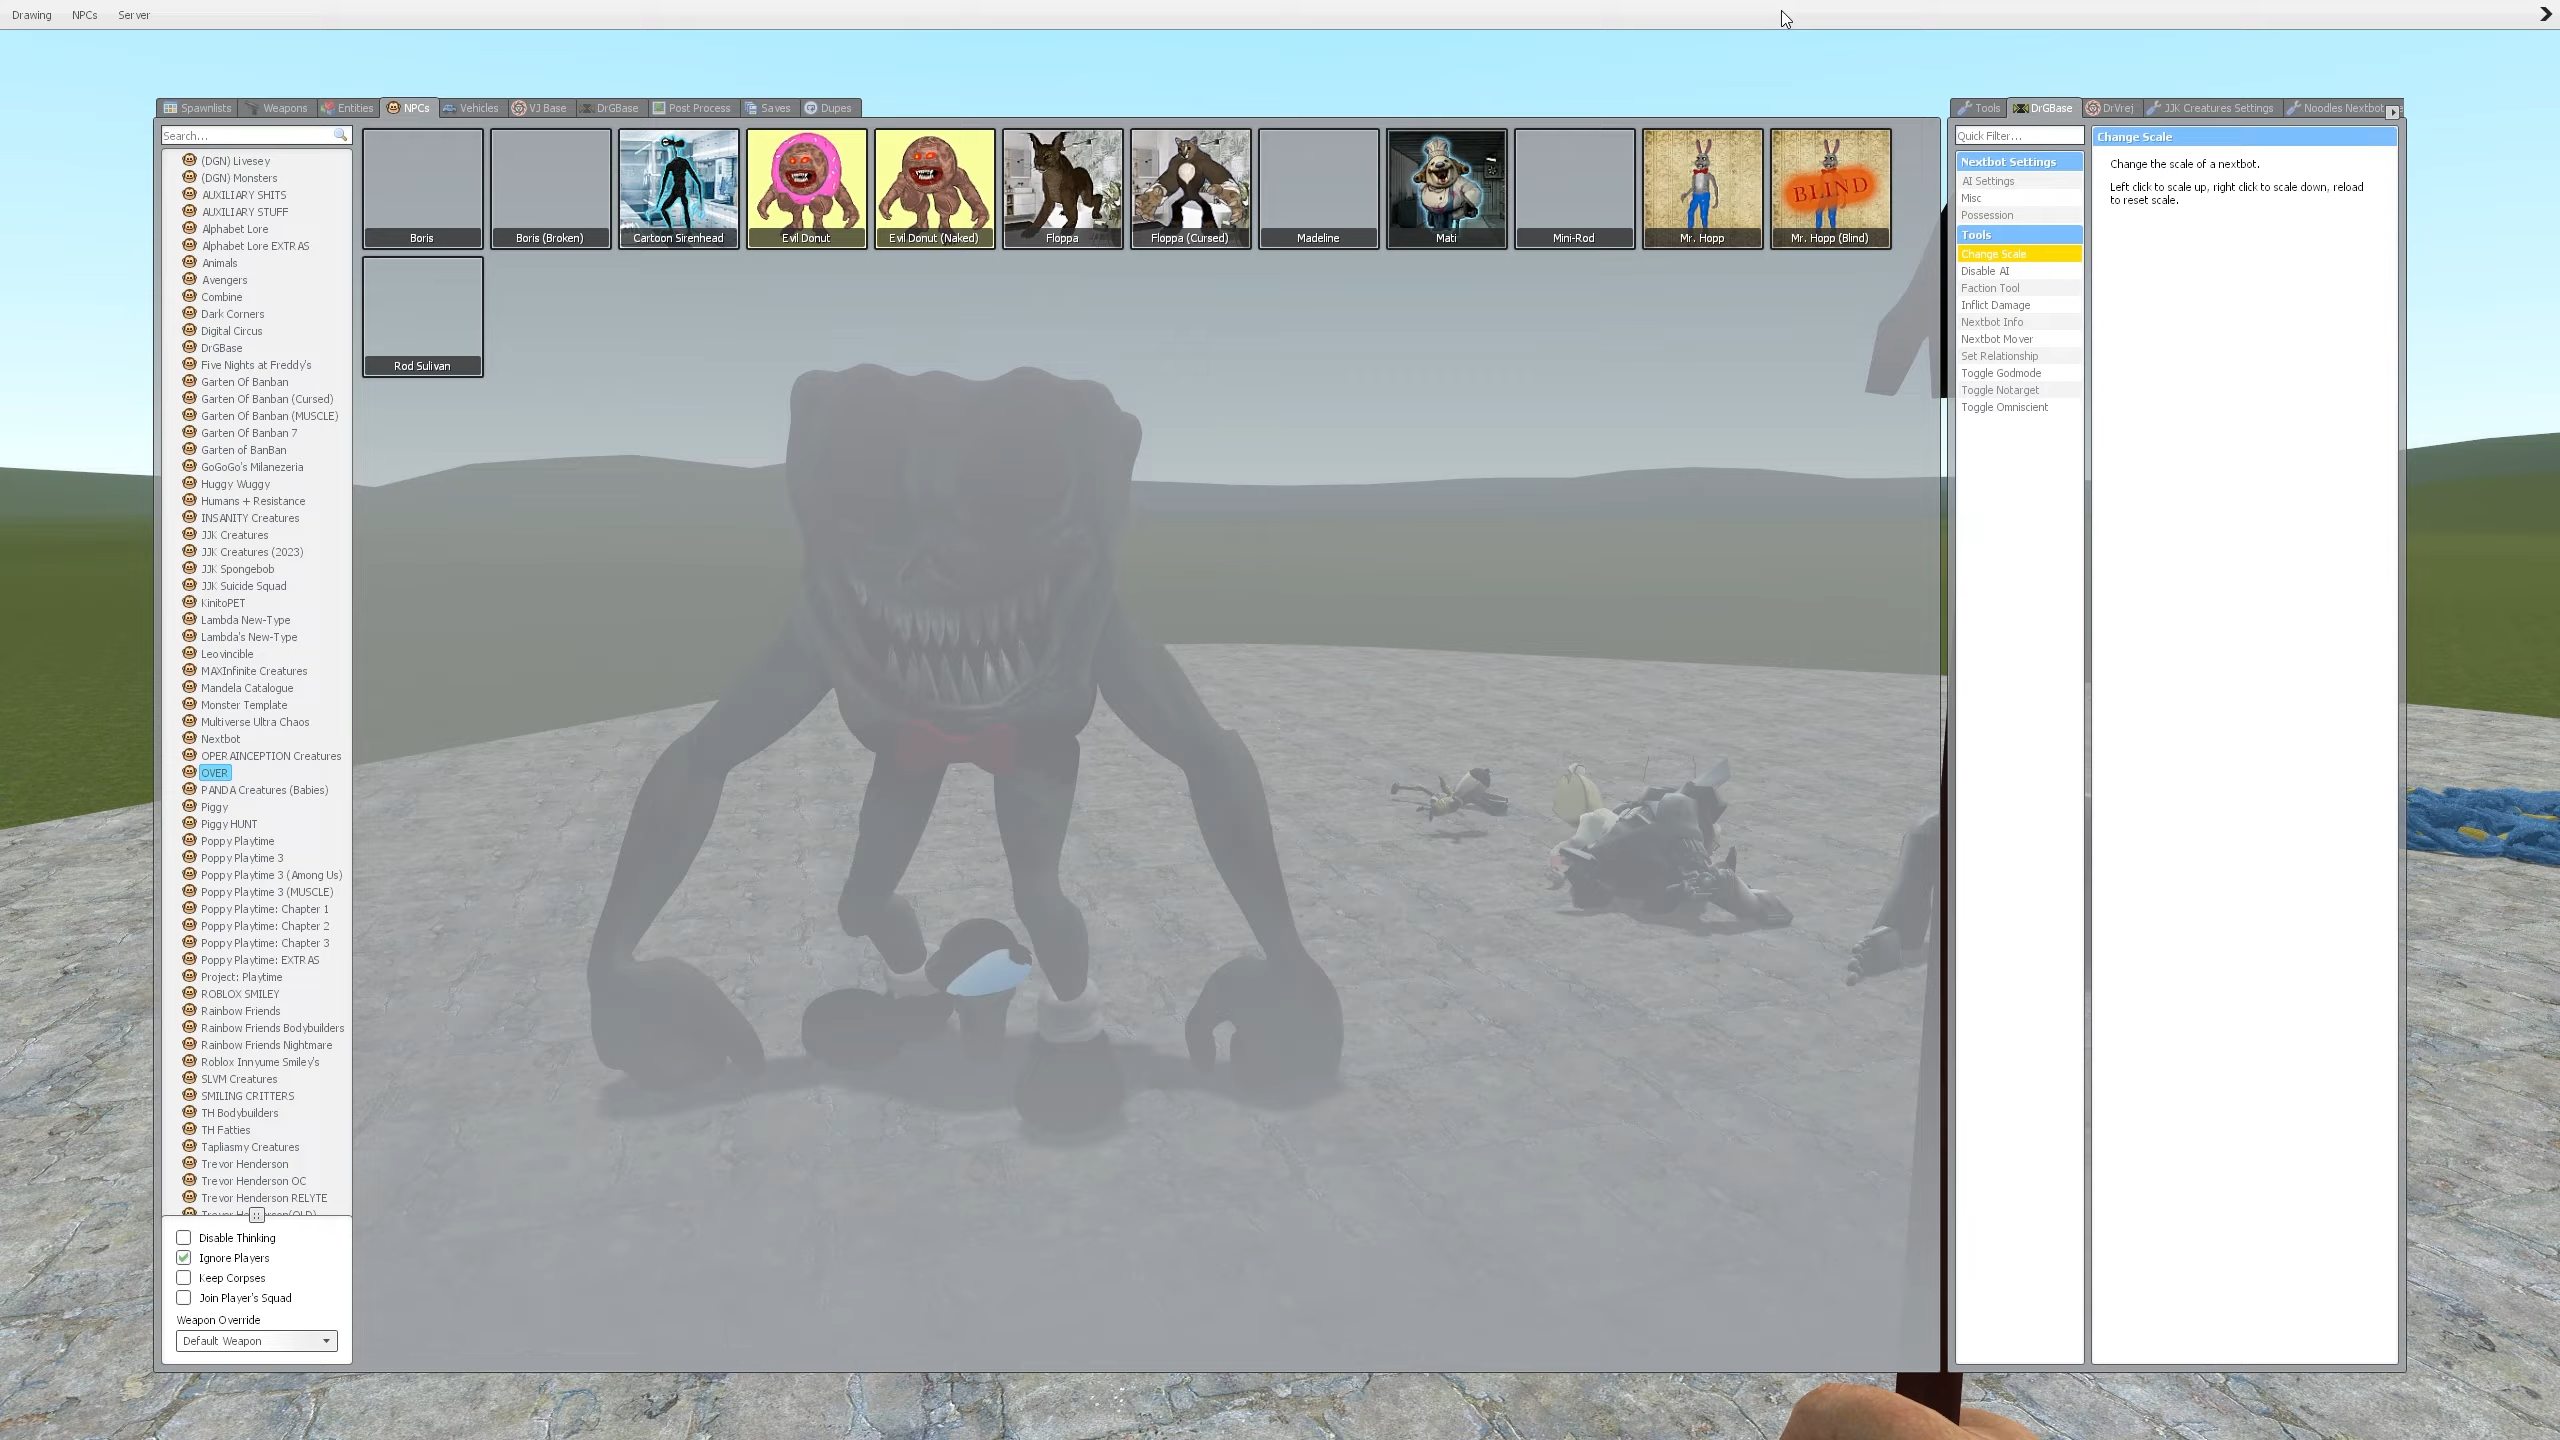 Drawing NPCs Server
Spawnlists Weapons Entities NPCs Vehicles VJ Base DrGBase Post Process Saves Dupes
Search...
(DGN) Livesey
(DGN) Monsters
AUXILIARY SHITS
AUXILIARY STUFF
Alphabet Lore
Alphabet Lore EXTRAS
Animals
Avengers
Combine
Dark Corners
Digital Circus
DrGBase
Five Nights at Freddy's
Garten Of Banban
Garten Of Banban (Cursed)
Garten Of Banban (MUSCLE)
Garten Of Banban 7
Garten of BanBan
GoGoGo's Milanezeria
Huggy Wuggy
Humans + Resistance
INSANITY Creatures
JJK Creatures
JJK Creatures (2023)
JJK Spongebob
JJK Suicide Squad
KinitoPET
Lambda New-Type
Lambda's New-Type
Leovincible
MAXInfinite Creatures
Mandela Catalogue
Monster Template
Multiverse Ultra Chaos
Nextbot
OPERAINCEPTION Creatures
OVER
PANDA Creatures (Babies)
Piggy
Piggy HUNT
Poppy Playtime
Poppy Playtime 3
Poppy Playtime 3 (Among Us)
Poppy Playtime 3 (MUSCLE)
Poppy Playtime: Chapter 1
Poppy Playtime: Chapter 2
Poppy Playtime: Chapter 3
Poppy Playtime: EXTRAS
Project: Playtime
ROBLOX SMILEY
Rainbow Friends
Rainbow Friends Bodybuilders
Rainbow Friends Nightmare
Roblox Innyume Smiley's
SLVM Creatures
SMILING CRITTERS
TH Bodybuilders
TH Fatties
Tapliasmy Creatures
Trevor Henderson
Trevor Henderson OC
Trevor Henderson RELYTE
Disable Thinking
Ignore Players
Keep Corpses
Join Player's Squad
Weapon Override
Default Weapon
Boris Boris (Broken) Cartoon Sirenhead Evil Donut Evil Donut (Naked) Floppa Floppa (Cursed) Madeline Mati Mini-Rod Mr. Hopp BLIND Mr. Hopp (Blind)
Rod Sulivan
Tools DrGBase DrVrej JJK Creatures Settings Noodles Nextbot
Quick Filter...
Nextbot Settings
AI Settings
Misc
Possession
Tools
Change Scale
Disable AI
Faction Tool
Inflict Damage
Nextbot Info
Nextbot Mover
Set Relationship
Toggle Godmode
Toggle Notarget
Toggle Omniscient
Change Scale
Change the scale of a nextbot.
Left click to scale up, right click to scale down, reload
to reset scale.